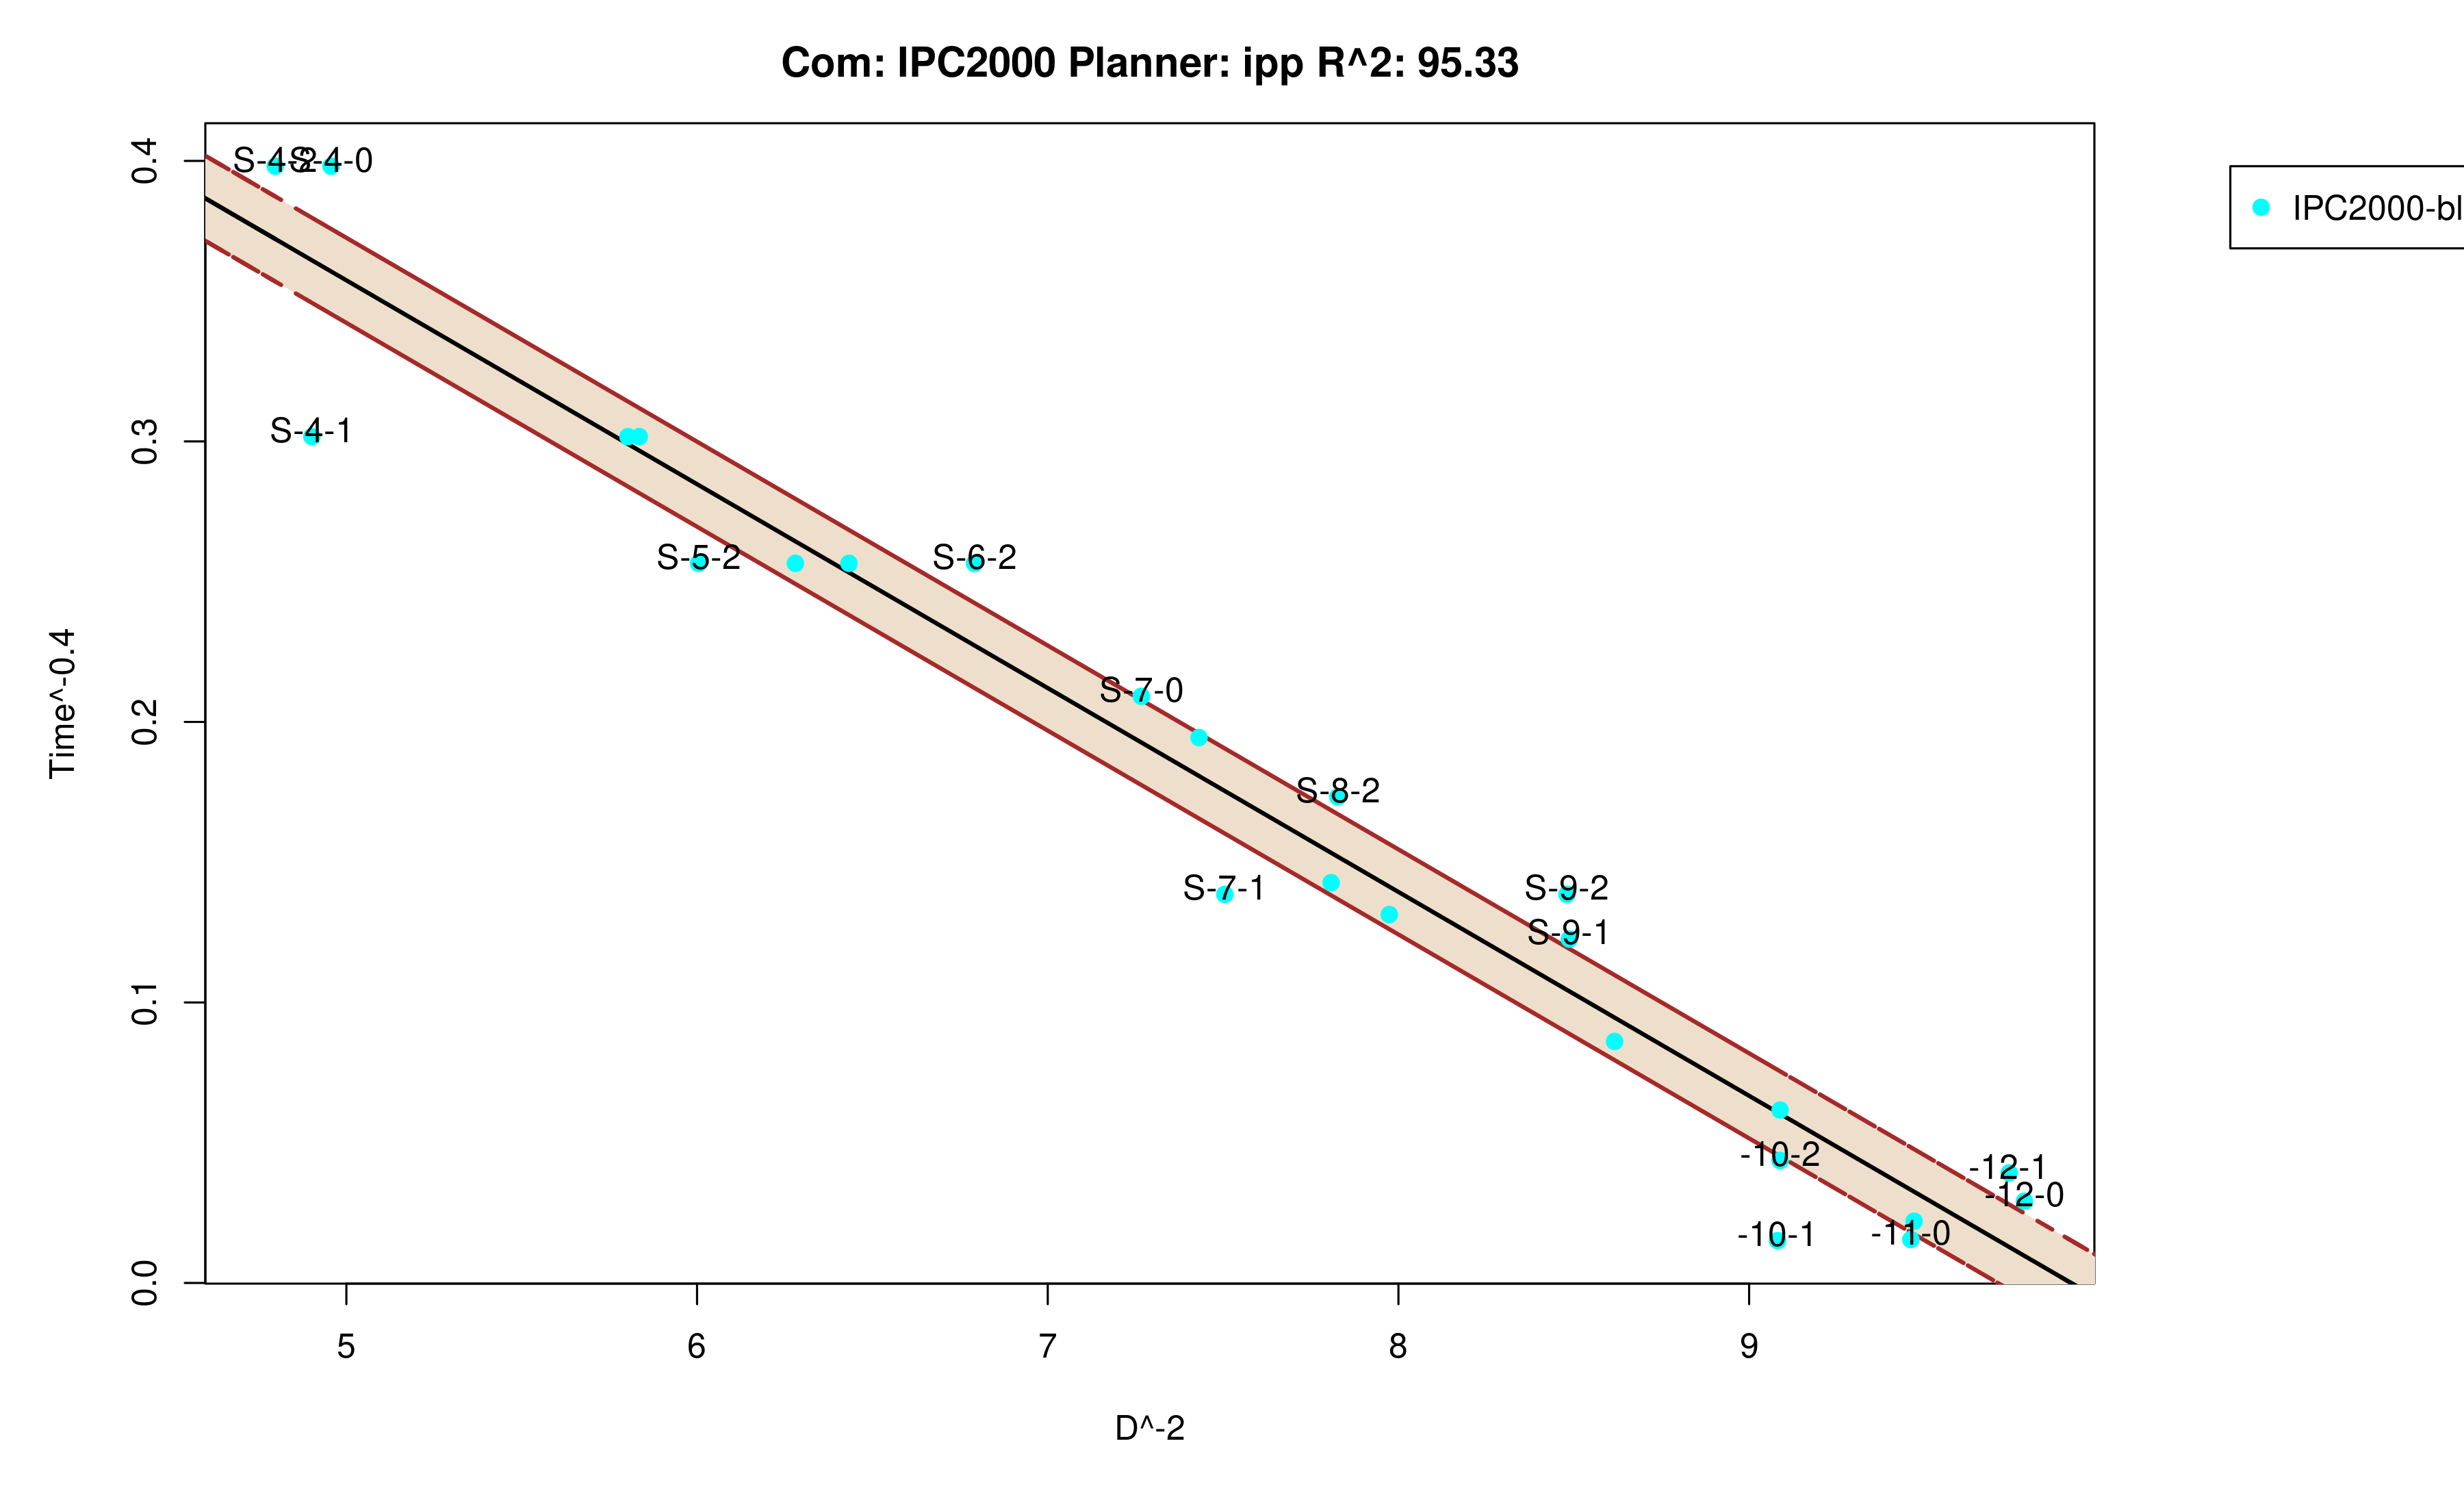 Com: IPC2000 Planner: ipp R^2: 95.33
IPC2000-bl
Time^-0.4
0.4
0.3
0.2
0.1
0.0
S-4-2
S-4-0
S-4-1
S-5-2
S-6-2
S-7-0
S-8-2
S-7-1
S-9-2
S-9-1
-10-2
-12-1
-12-0
-10-1
-11-0
5
6
7
8
9
D^-2